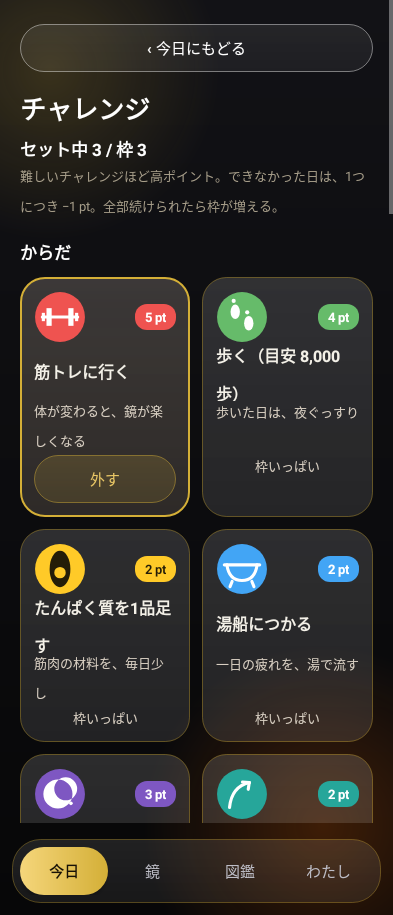 ‹ 今日にもどる
チャレンジ
セット中 3 / 枠 3
難しいチャレンジほど高ポイント。できなかった日は、1つ
につき −1 pt。全部続けられたら枠が増える。
からだ
5 pt
筋トレに行く
体が変わると、鏡が楽
しくなる
外す
4 pt
歩く（目安 8,000
歩）
歩いた日は、夜ぐっすり
枠いっぱい
2 pt
たんぱく質を1品足
す
筋肉の材料を、毎日少
し
枠いっぱい
2 pt
湯船につかる
一日の疲れを、湯で流す
枠いっぱい
3 pt
2 pt
今日
鏡
図鑑
わたし